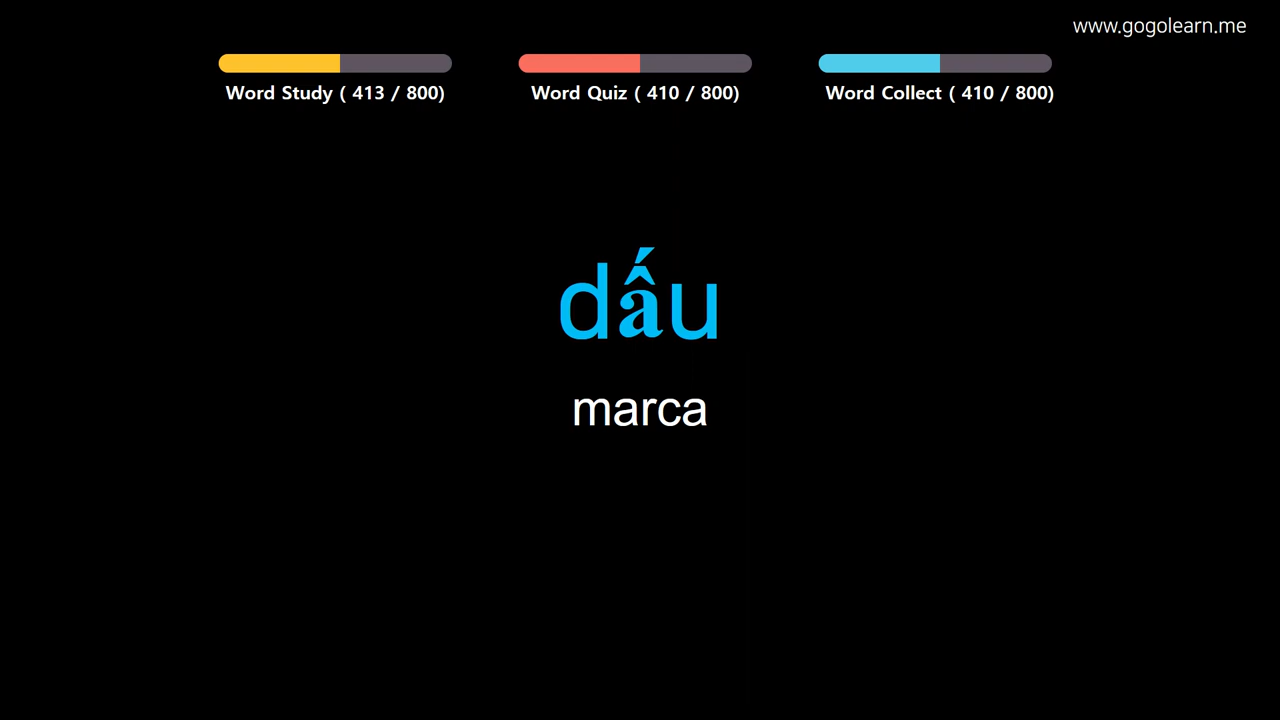 www.gogolearn.me
Word Study ( 413 / 800)
Word Quiz ( 410 / 800)
Word Collect ( 410 / 800)
dấu
marca